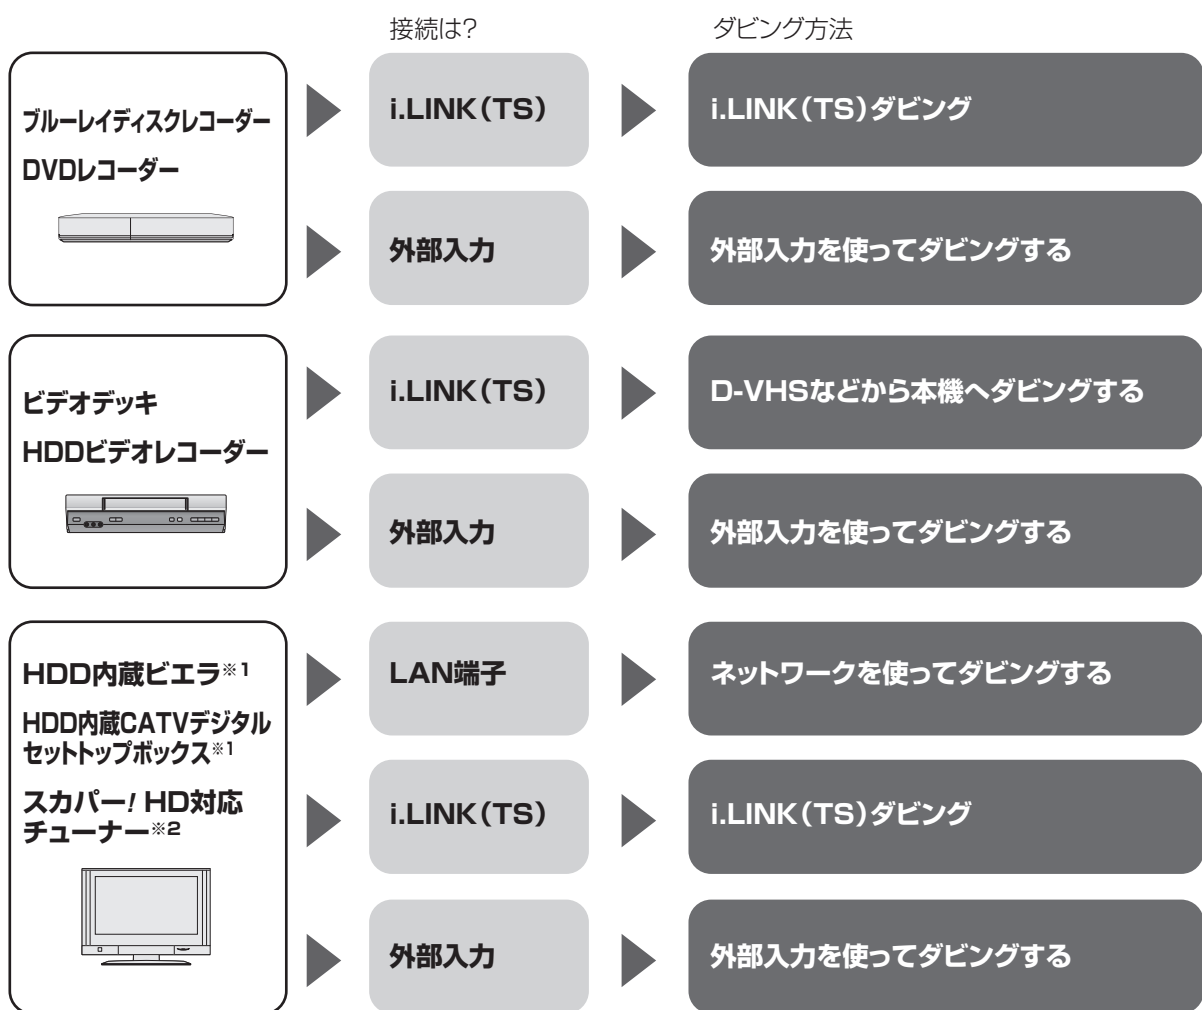 接続は?
ダビング方法
ブルーレイディスクレコーダー
DVDレコーダー
i.LINK(TS)
i.LINK(TS)ダビング
外部入力
外部入力を使ってダビングする
ビデオデッキ
HDDビデオレコーダー
i.LINK(TS)
D-VHSなどから本機へダビングする
外部入力
外部入力を使ってダビングする
HDD内蔵ビエラ※1
HDD内蔵CATVデジタル
セットトップボックス※1
スカパー! HD対応
チューナー※2
LAN端子
ネットワークを使ってダビングする
i.LINK(TS)
i.LINK(TS)ダビング
外部入力
外部入力を使ってダビングする